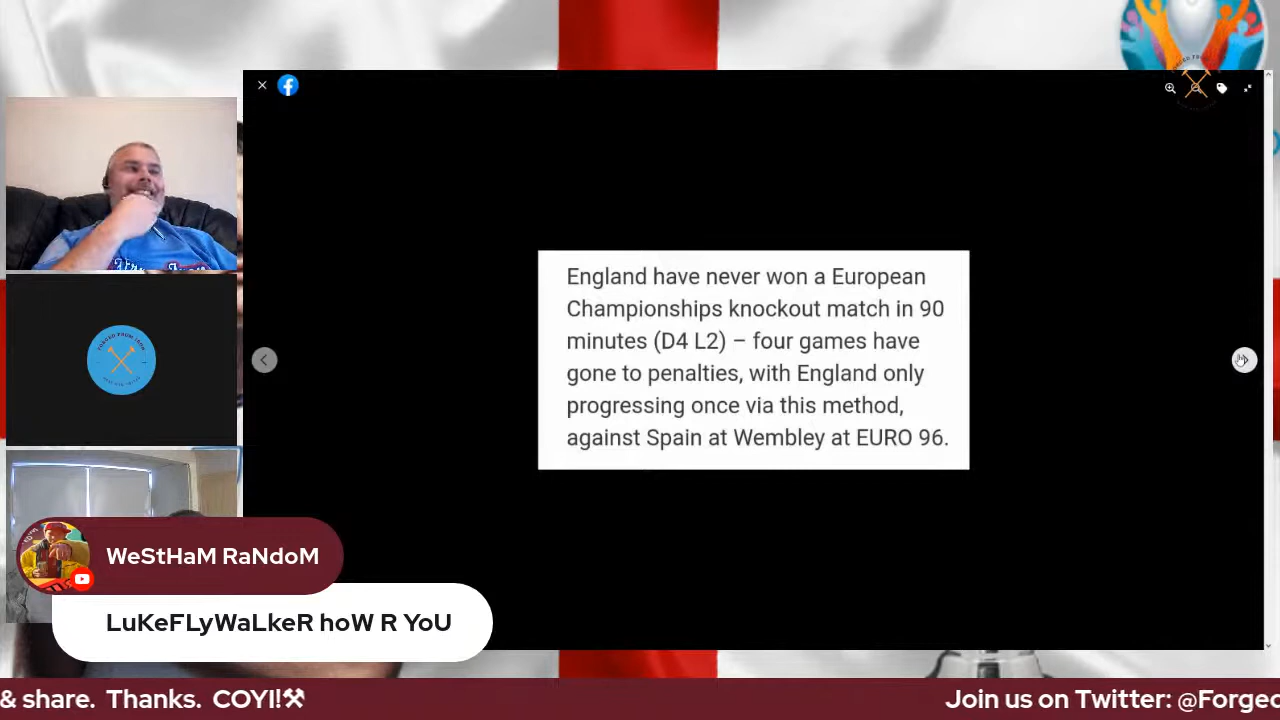 England have never won a European
Championships knockout match in 90
minutes (D4 L2) – four games have
gone to penalties, with England only
progressing once via this method,
against Spain at Wembley at EURO 96.
WeStHaM RaNdoM
LuKeFLyWaLkeR hoW R YoU
& share. Thanks. COYI!⚒
Join us on Twitter: @Forged